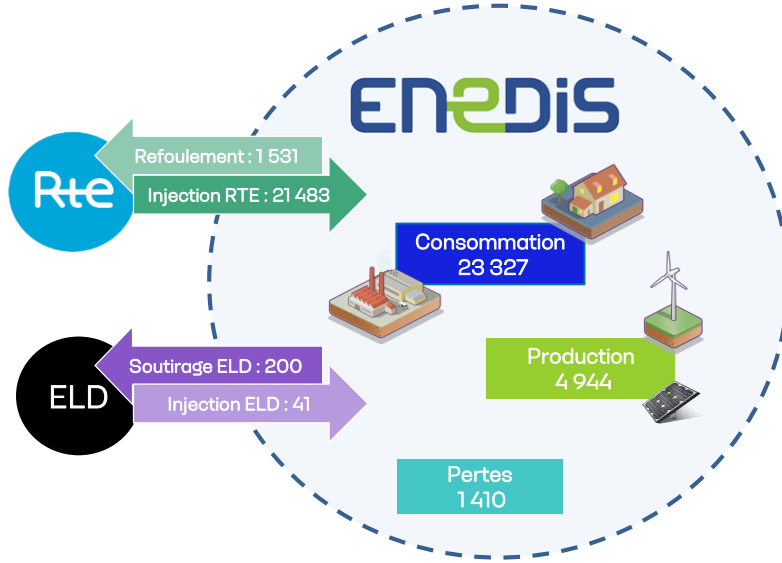 ENEDIS
Refoulement : 1 531
Rte
Injection RTE : 21 483
Consommation
23 327
Production
4 944
Soutirage ELD : 200
ELD
Injection ELD : 41
Pertes
1 410